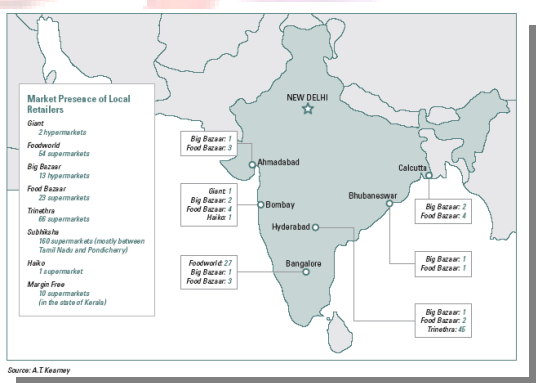 Market Presence of Local
Retailers
Giant
2 hypermarkets
Foodworld
64 supermarkets
Big Bazaar
13 hypermarkets
Food Bazaar
23 supermarkets
Trinethra
66 supermarkets
Subhiksha
160 supermarkets (mostly between
Tamil Nadu and Pondicherry)
Haiko
1 supermarket
Margin Free
10 supermarkets
(in the state of Kerala)
NEW DELHI
Big Bazaar: 1
Food Bazaar: 3
Ahmadabad
Calcutta
Big Bazaar: 2
Food Bazaar: 4
Giant: 1
Big Bazaar: 2
Food Bazaar: 4
Haiko: 1
Bombay
Bhubaneswar
Hyderabad
Big Bazaar: 1
Food Bazaar: 1
Foodworld: 27
Big Bazaar: 1
Food Bazaar: 3
Bangalore
Big Bazaar: 1
Food Bazaar: 2
Trinethra: 45
Source: A.T. Kearney